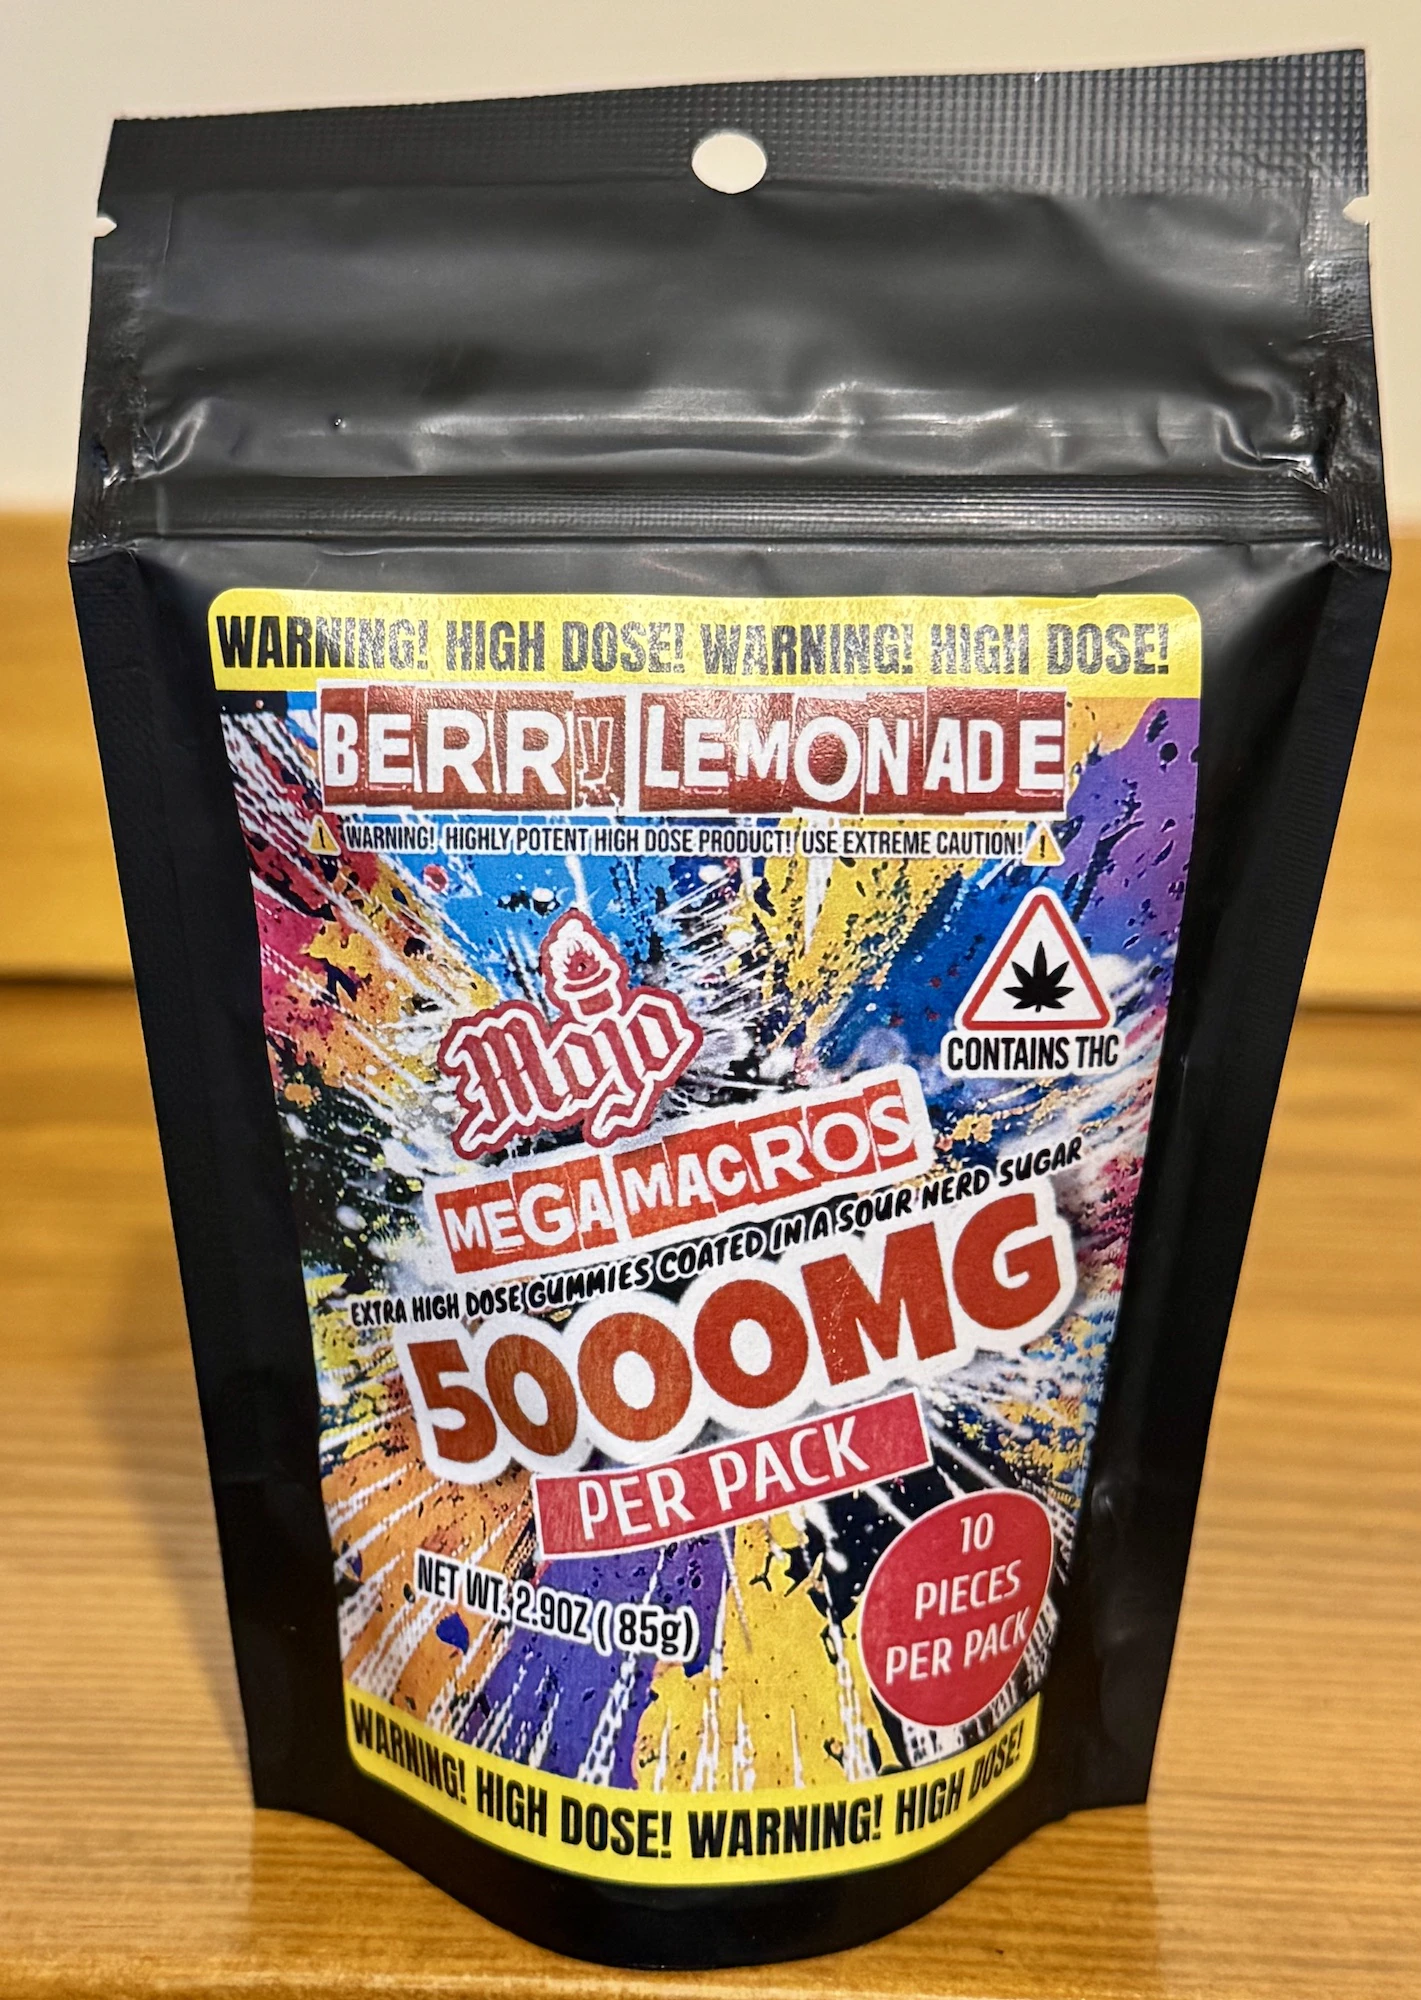 WARNING! HIGH DOSE! WARNING! HIGH DOSE!
BERRY LEMONADE
WARNING! HIGHLY POTENT HIGH DOSE PRODUCT! USE EXTREME CAUTION!
Mojo
CONTAINS THC
MEGA MACROS
EXTRA HIGH DOSE GUMMIES COATED IN A SOUR NERD SUGAR
5000MG
PER PACK
10
PIECES
PER PACK
NET WT. 2.9OZ ( 85g)
WARNING! HIGH DOSE! WARNING! HIGH DOSE!